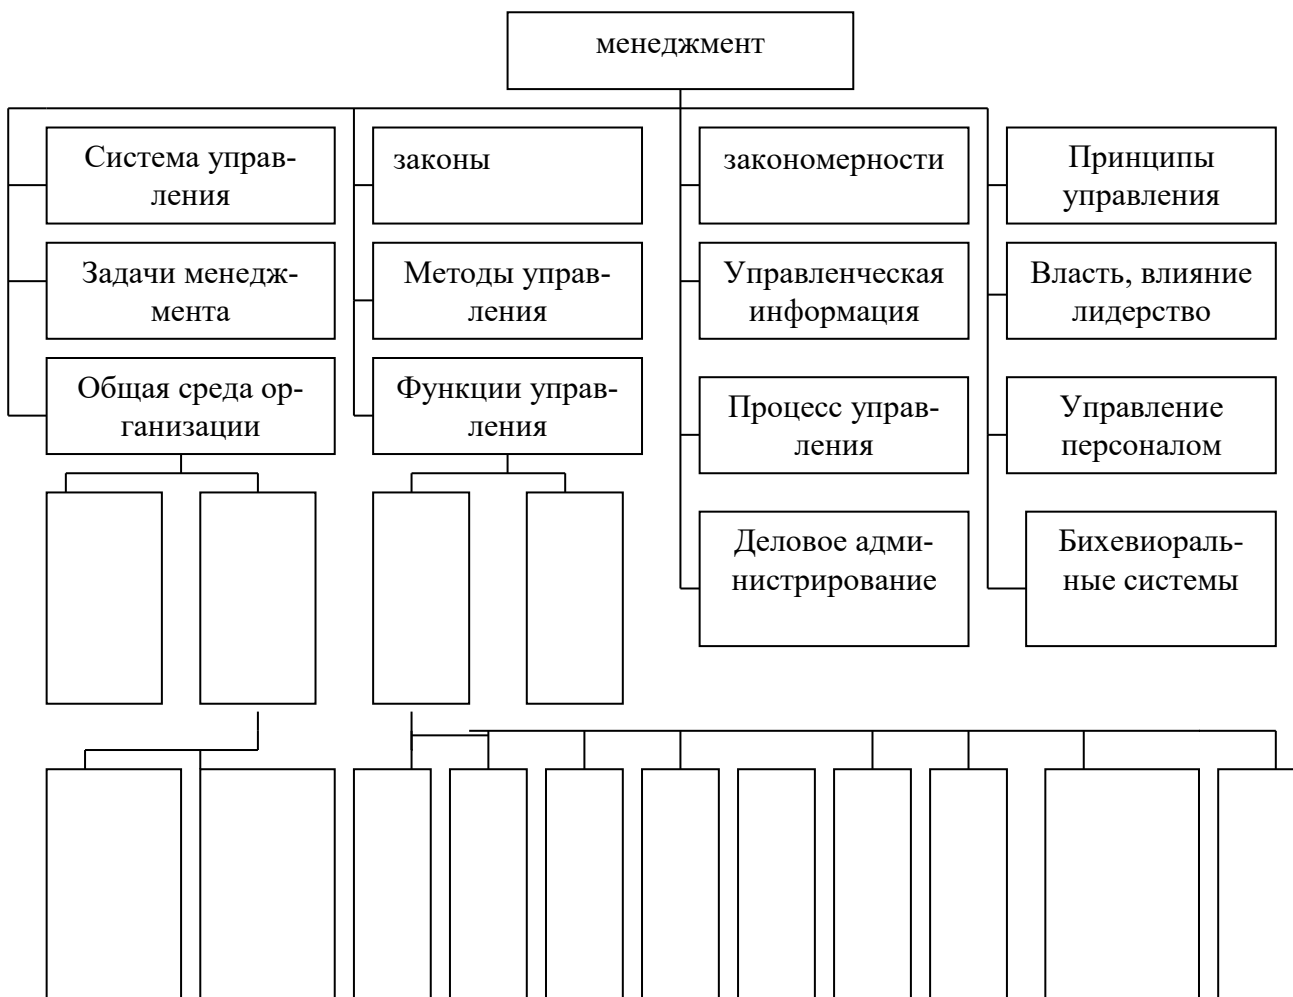 менеджмент
Система управ-
ления
законы
закономерности
Принципы
управления
Задачи менедж-
мента
Методы управ-
ления
Управленческая
информация
Власть, влияние
лидерство
Общая среда ор-
ганизации
Функции управ-
ления
Процесс управ-
ления
Управление
персоналом
Деловое адми-
нистрирование
Бихевиораль-
ные системы